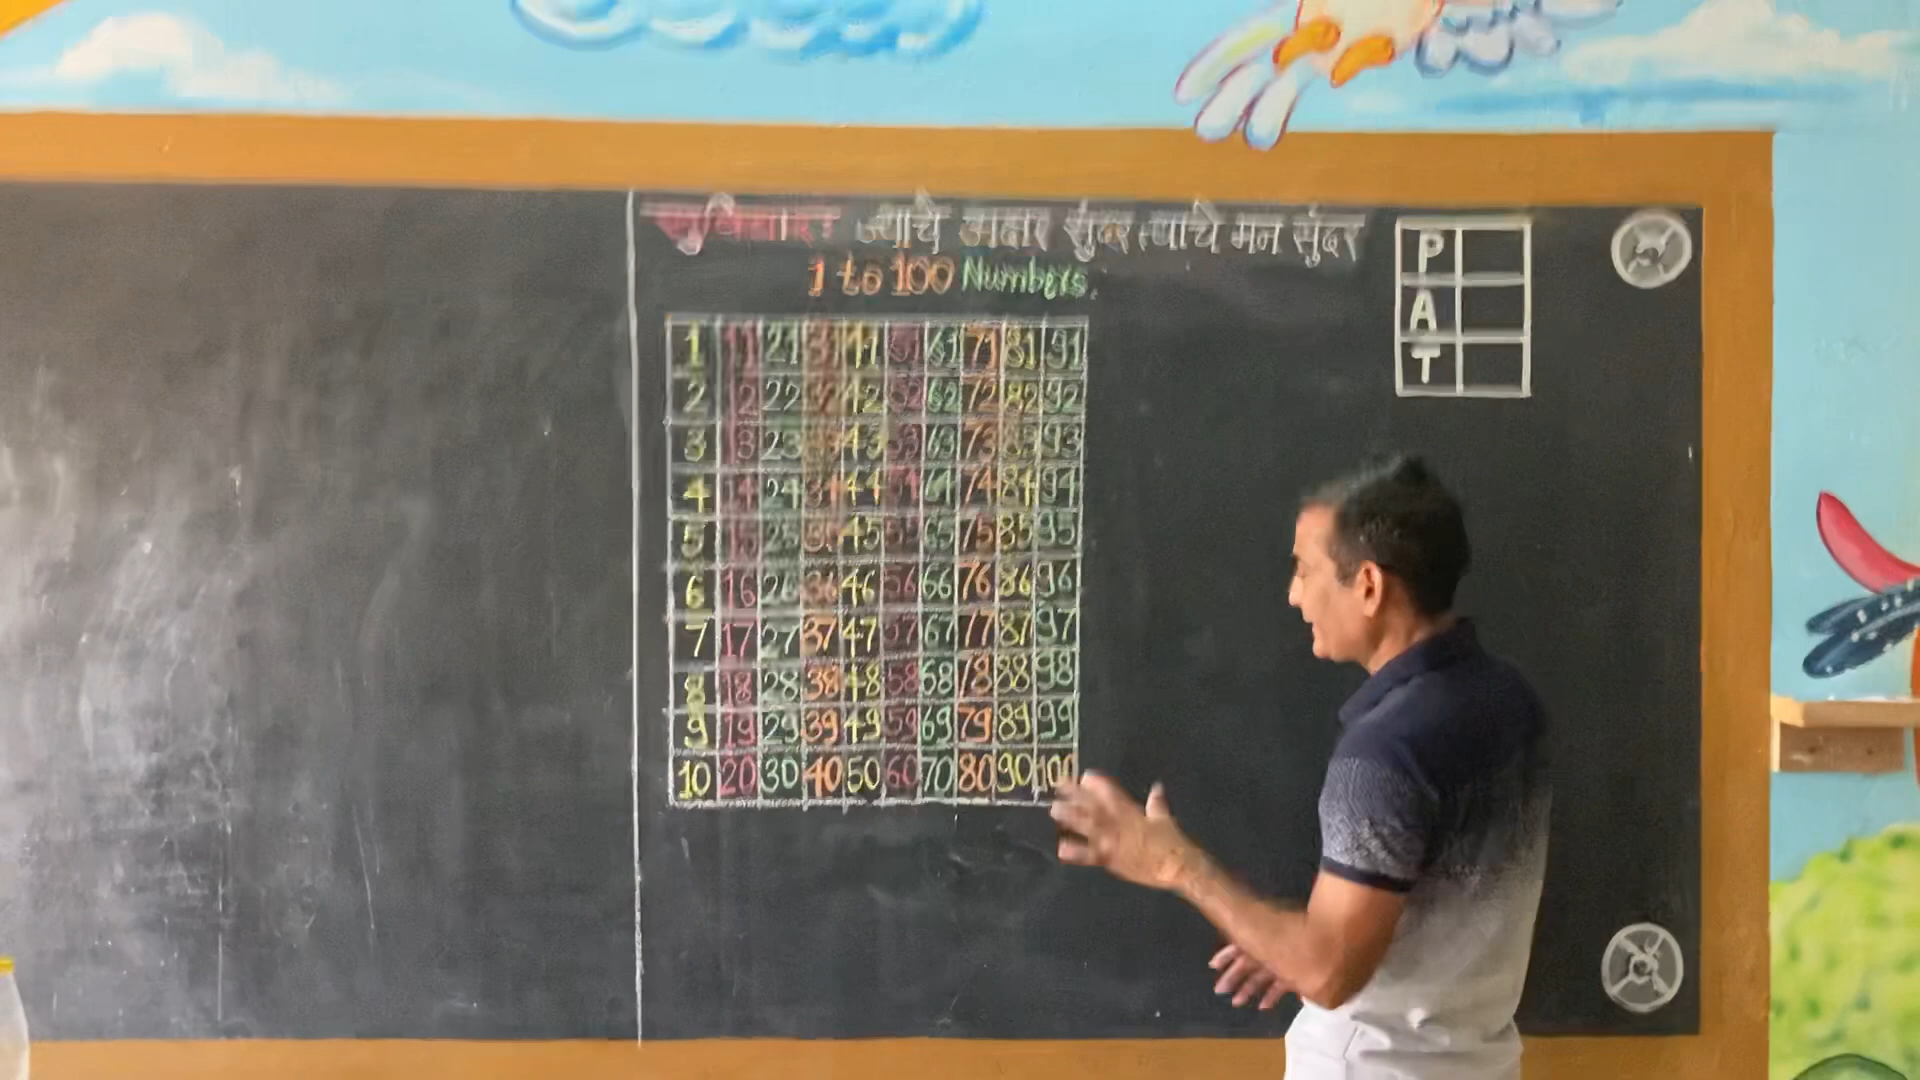 सुविचार: ज्याचे अक्षर सुंदर त्याचे मन सुंदर
1 to 100 Numbers.
1 11 21 31 41 51 61 71 81 91
2 12 22 32 42 52 62 72 82 92
3 13 23 33 43 53 63 73 83 93
4 14 24 34 44 54 64 74 84 94
5 15 25 35 45 55 65 75 85 95
6 16 26 36 46 56 66 76 86 96
7 17 27 37 47 57 67 77 87 97
8 18 28 38 48 58 68 78 88 98
9 19 29 39 49 59 69 79 89 99
10 20 30 40 50 60 70 80 90 100
P
A
T